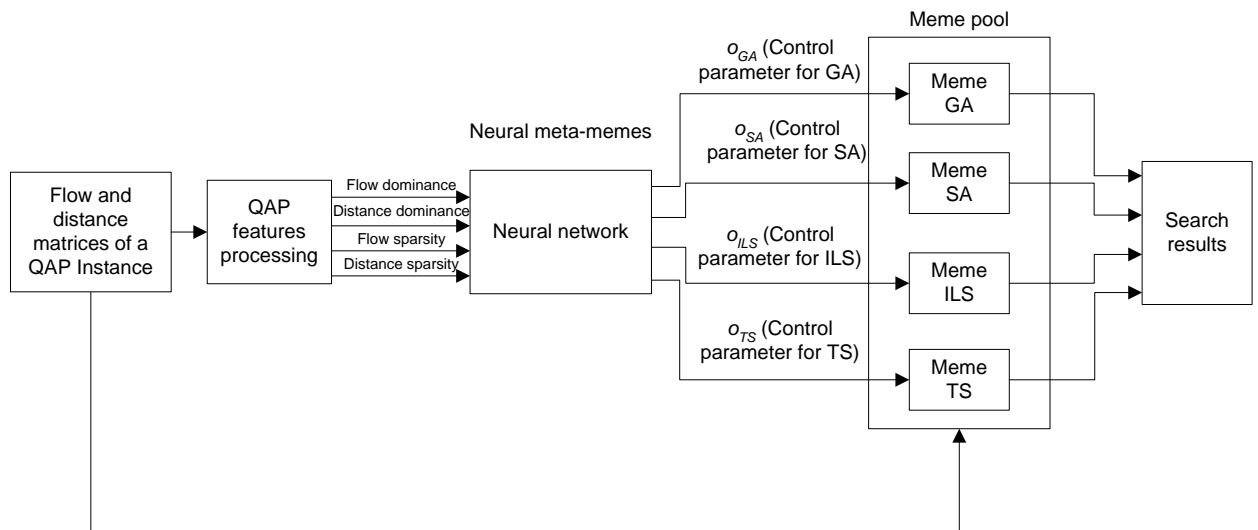 Flow and
distance
matrices of a
QAP Instance
QAP
features
processing
Flow dominance
Distance dominance
Flow sparsity
Distance sparsity
Neural meta-memes
Neural network
o_GA (Control
parameter for GA)
o_SA (Control
parameter for SA)
o_ILS (Control
parameter for ILS)
o_TS (Control
parameter for TS)
Meme pool
Meme
GA
Meme
SA
Meme
ILS
Meme
TS
Search
results